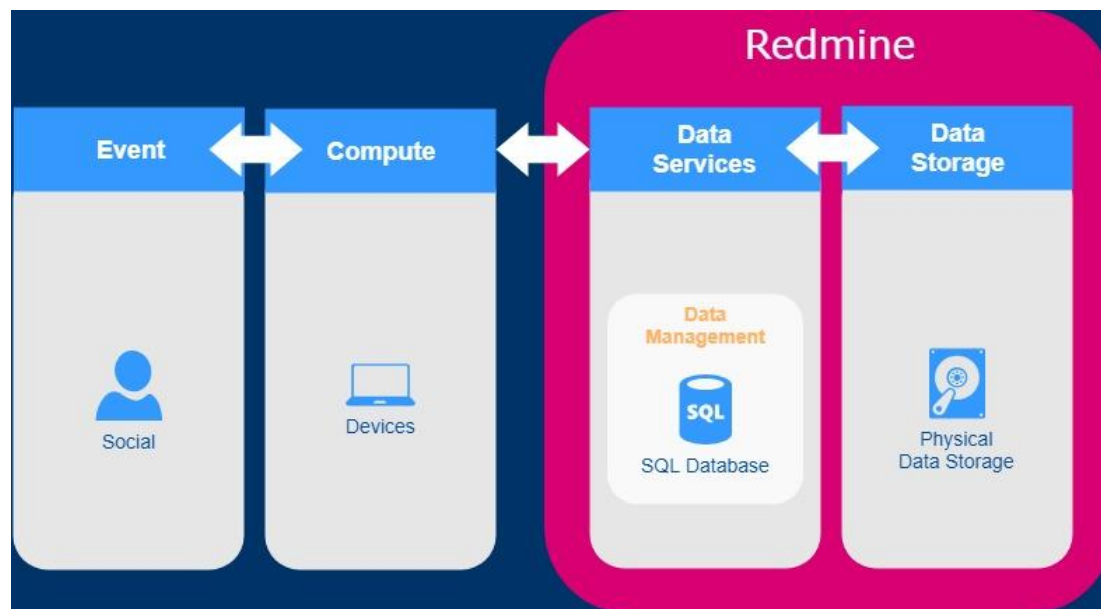 Redmine
Event
Compute
Data
Services
Data
Storage
Social
Devices
Data
Management
SQL
SQL Database
Physical
Data Storage